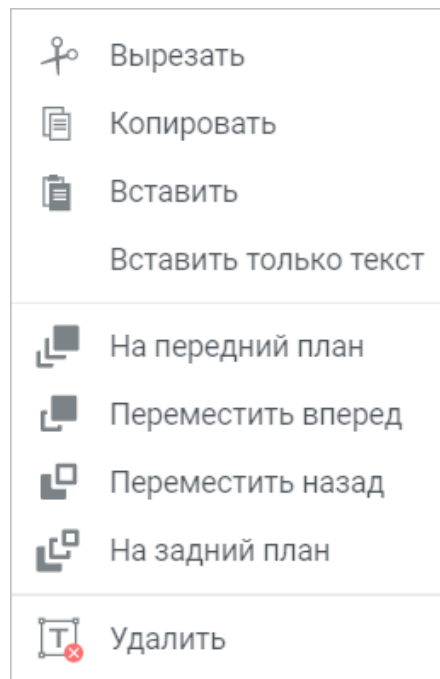 Вырезать
Копировать
Вставить
Вставить только текст
На передний план
Переместить вперед
Переместить назад
На задний план
T
Удалить